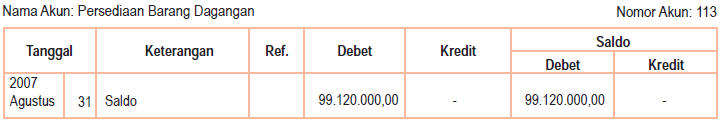 Nama Akun: Persediaan Barang Dagangan Nomor Akun: 113
Tanggal Keterangan Ref. Debet Kredit Saldo
Debet Kredit
2007
Agustus 31 Saldo 99.120.000,00 - 99.120.000,00 -